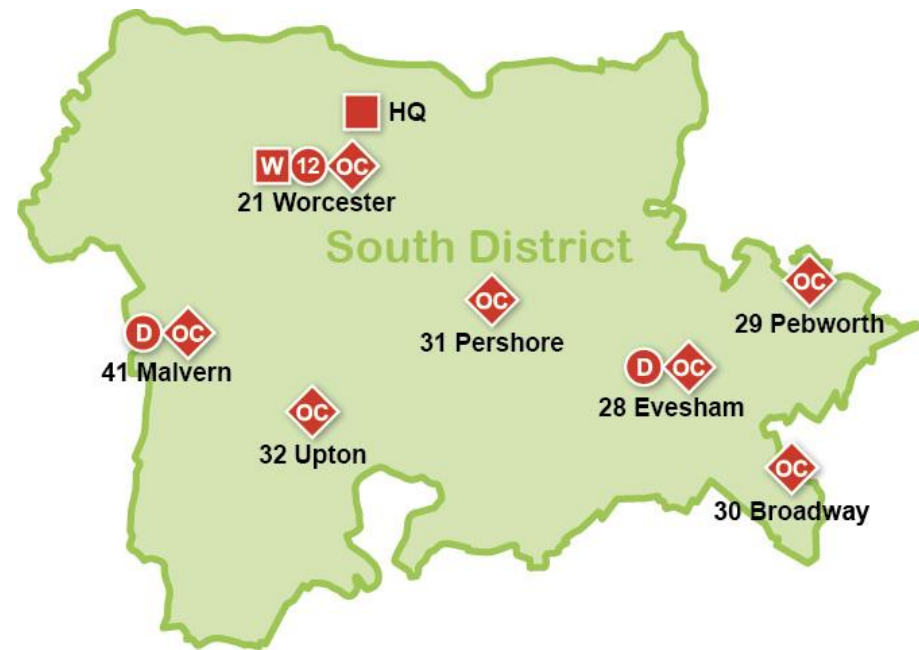 HQ
W 12 OC
21 Worcester
South District
OC
29 Pebworth
OC
31 Pershore
D OC
41 Malvern
D OC
28 Evesham
OC
32 Upton
OC
30 Broadway